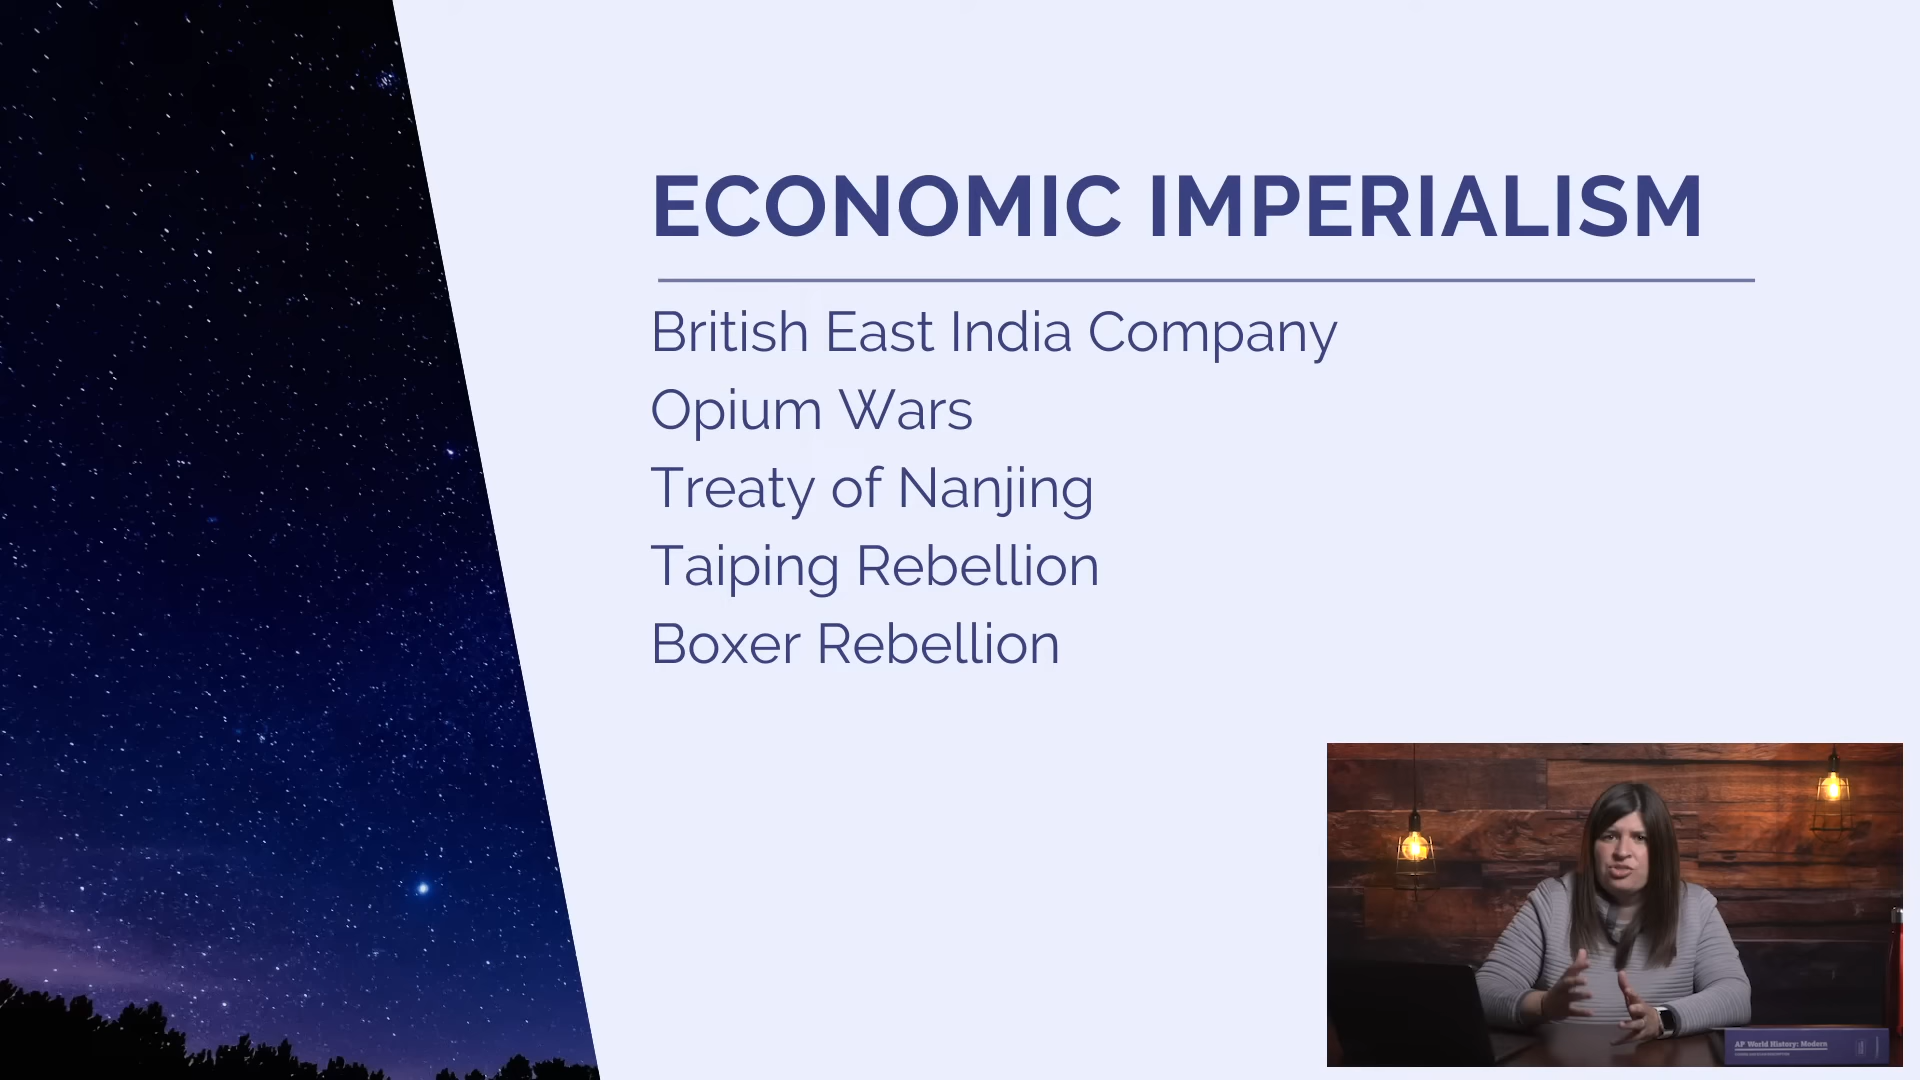 ECONOMIC IMPERIALISM
British East India Company
Opium Wars
Treaty of Nanjing
Taiping Rebellion
Boxer Rebellion
AP World History: Modern